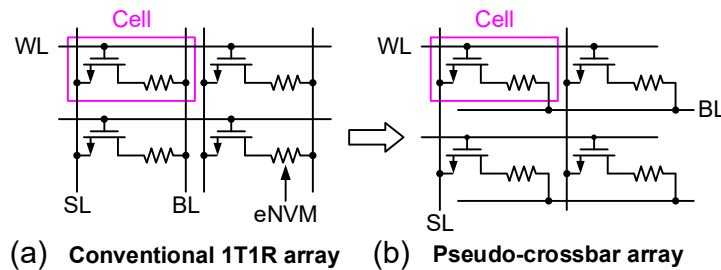 Cell
WL
SL
BL
eNVM
(a) Conventional 1T1R array
Cell
WL
BL
SL
(b) Pseudo-crossbar array